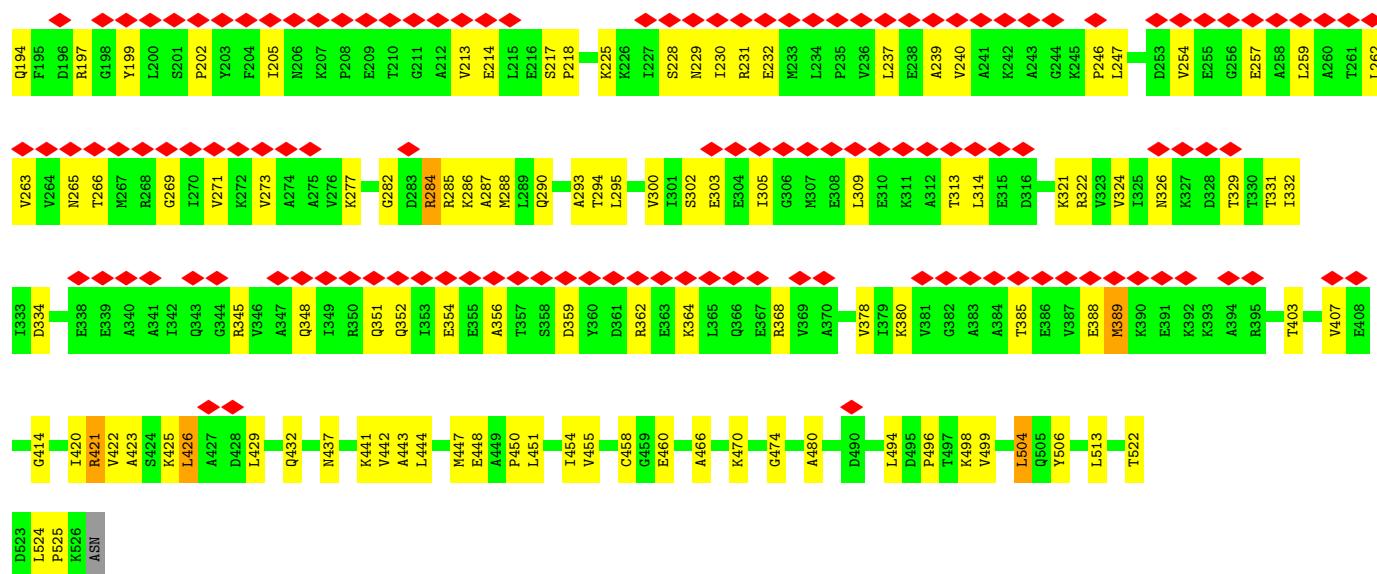 Q194 F195 D196 R197 G198 Y199 L200 S201 P202 Y203 F204 I205 N206 K207 P208 E209 T210 G211 A212 V213 E214 L215 E216 S217 P218 K225 K226 I227 S228 N229 I230 R231 E232 M233 L234 P235 V236 L237 E238 A239 V240 A241 K242 A243 G244 K245 P246 L247 D253 V254 E255 G256 E257 A258 L259 A260 T261 L262
V263 V264 N265 T266 M267 R268 G269 I270 V271 K272 V273 A274 A275 V276 K277 G282 D283 R284 R285 K286 A287 M288 L289 Q290 A293 T294 L295 V300 I301 S302 E303 E304 I305 G306 M307 E308 L309 E310 K311 A312 T313 L314 E315 D316 K321 R322 V323 V324 I325 N326 K327 D328 T329 T330 T331 I332
I333 D334 E338 E339 A340 A341 I342 Q343 G344 R345 V346 A347 Q348 I349 R350 Q351 Q352 I353 E354 E355 A356 T357 S358 D359 Y360 D361 R362 E363 K364 L365 Q366 E367 R368 V369 A370 V378 I379 K380 V381 G382 A383 A384 T385 E386 V387 E388 M389 K390 E391 K392 K393 A394 R395 T403 V407 E408
G414 I420 R421 V422 A423 S424 K425 L426 A427 D428 L429 Q432 N437 K441 V442 A443 L444 M447 E448 A449 P450 L451 I454 V455 C458 G459 E460 A466 K470 G474 A480 D490 L494 D495 P496 T497 K498 V499 L504 Q505 Y506 L513 T522
D523 L524 P525 K526 ASN